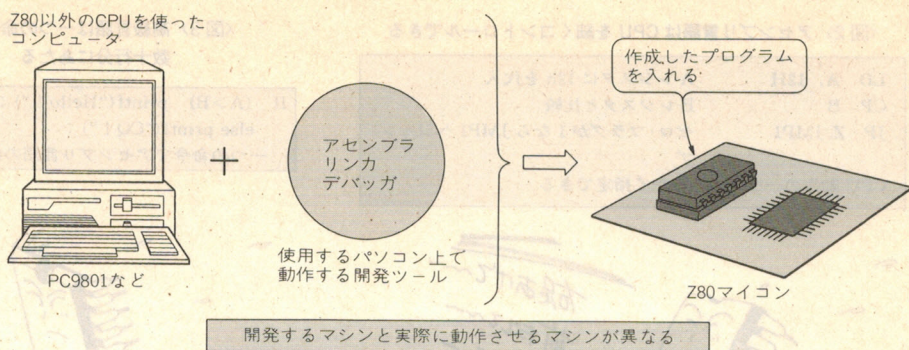 Z80以外のCPUを使った
コンピュータ
PC9801など
アセンブラ
リンカ
デバッガ
使用するパソコン上で
動作する開発ツール
作成したプログラム
を入れる
Z80マイコン
開発するマシンと実際に動作させるマシンが異なる